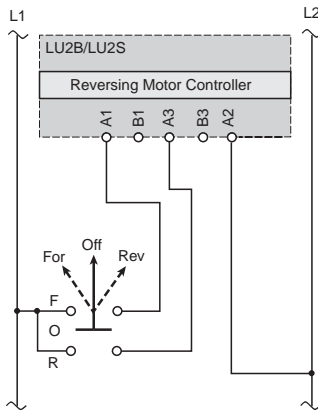 L1 L2
LU2B/LU2S
Reversing Motor Controller
A1 B1 A3 B3 A2
Off
For Rev
F
O
R